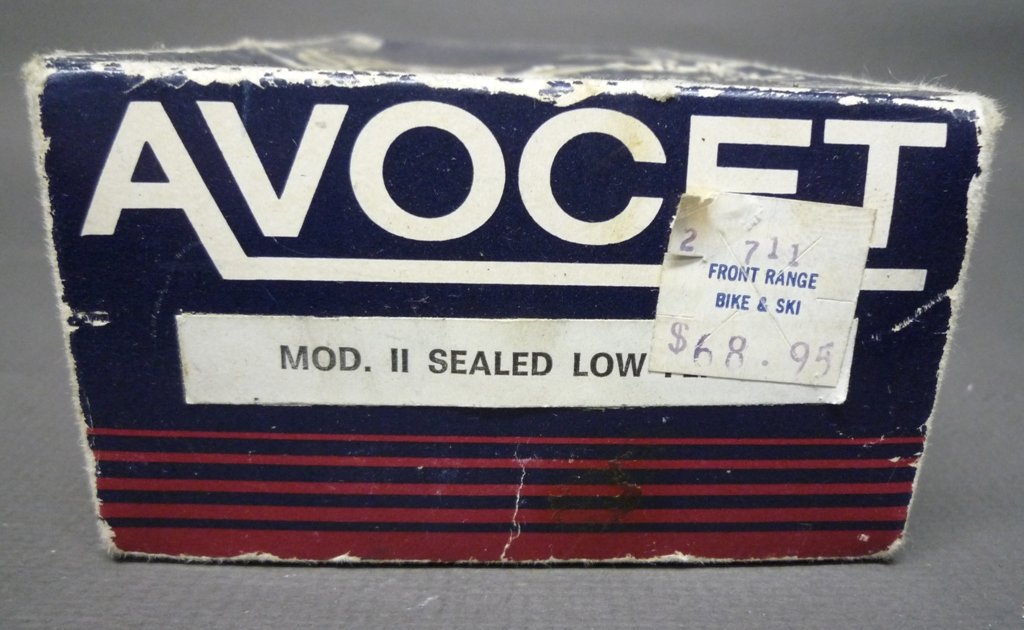 AVOCET
2 711
FRONT RANGE
BIKE & SKI
$68.95
MOD. II SEALED LOW